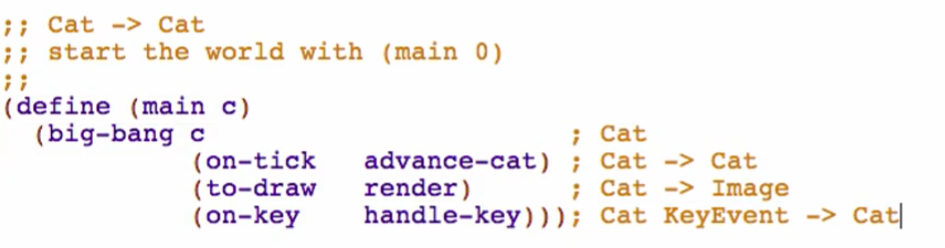 ;; Cat -> Cat
;; start the world with (main 0)
;;
(define (main c)
  (big-bang c                       ; Cat
            (on-tick   advance-cat) ; Cat -> Cat
            (to-draw   render)      ; Cat -> Image
            (on-key    handle-key))); Cat KeyEvent -> Cat